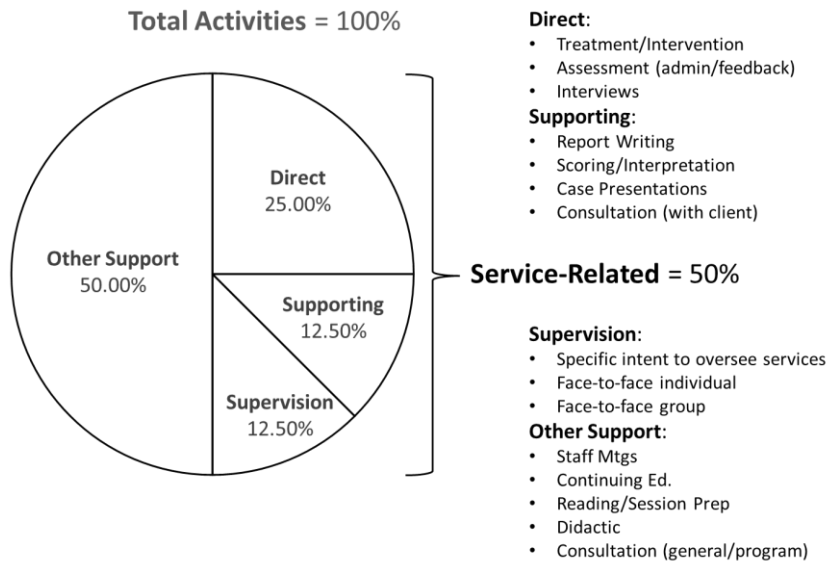 Total Activities = 100%
Direct
25.00%
Other Support
50.00%
Supporting
12.50%
Supervision
12.50%
Direct:
• Treatment/Intervention
• Assessment (admin/feedback)
• Interviews
Supporting:
• Report Writing
• Scoring/Interpretation
• Case Presentations
• Consultation (with client)
Service-Related = 50%
Supervision:
• Specific intent to oversee services
• Face-to-face individual
• Face-to-face group
Other Support:
• Staff Mtgs
• Continuing Ed.
• Reading/Session Prep
• Didactic
• Consultation (general/program)